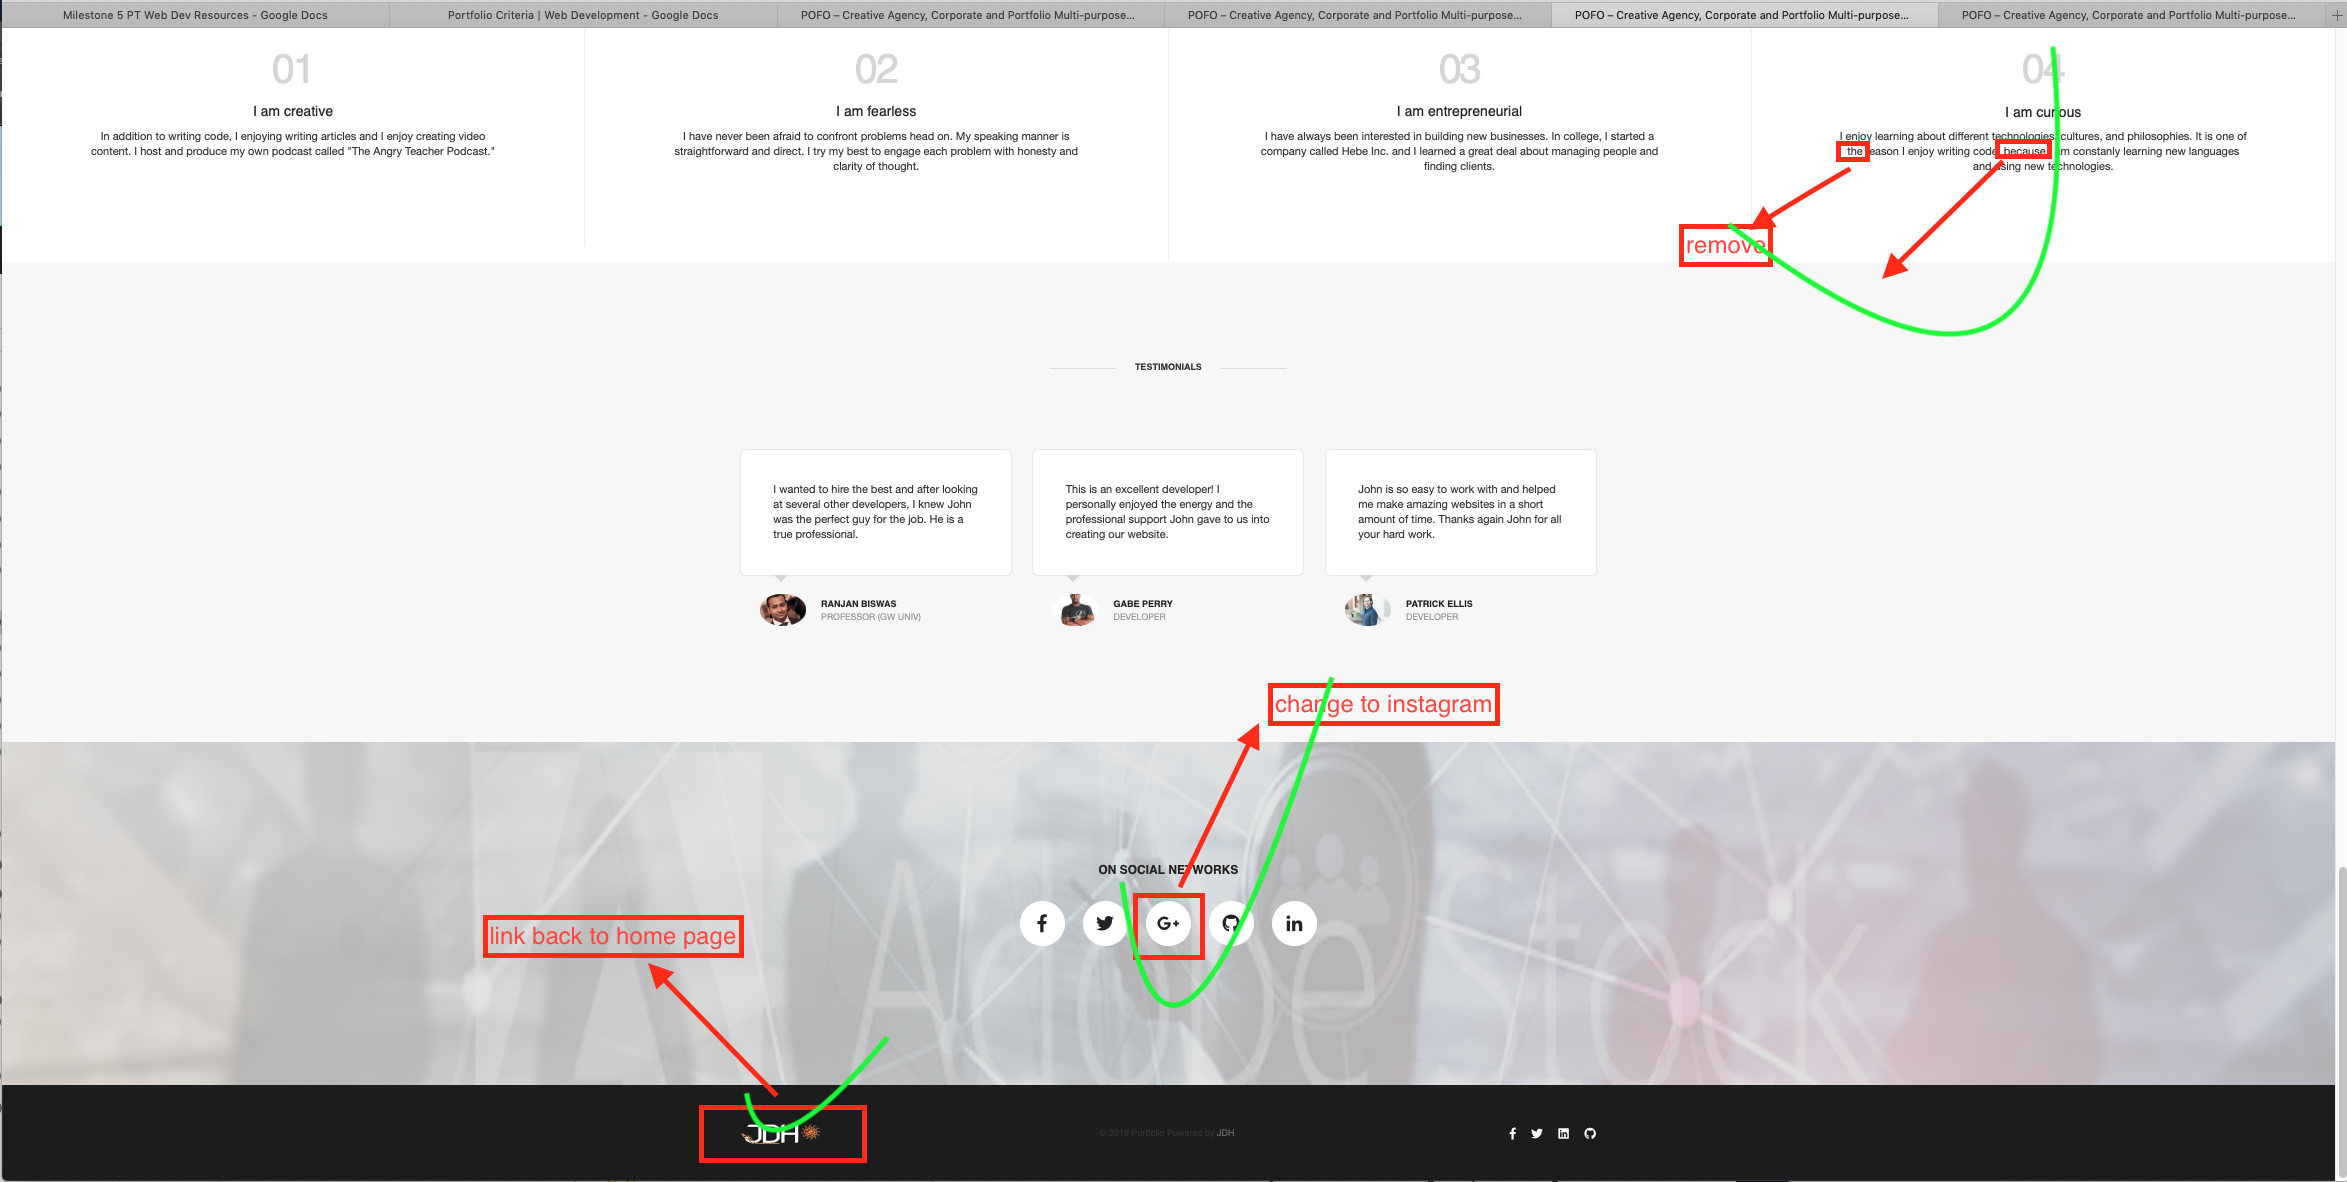 Milestone 5 PT Web Dev Resources - Google Docs
Portfolio Criteria | Web Development - Google Docs
POFO – Creative Agency, Corporate and Portfolio Multi-purpose...
POFO – Creative Agency, Corporate and Portfolio Multi-purpose...
POFO – Creative Agency, Corporate and Portfolio Multi-purpose...
POFO – Creative Agency, Corporate and Portfolio Multi-purpose...
01
I am creative
In addition to writing code, I enjoying writing articles and I enjoy creating video
content. I host and produce my own podcast called "The Angry Teacher Podcast."
02
I am fearless
I have never been afraid to confront problems head on. My speaking manner is
straightforward and direct. I try my best to engage each problem with honesty and
clarity of thought.
03
I am entrepreneurial
I have always been interested in building new businesses. In college, I started a
company called Hebe Inc. and I learned a great deal about managing people and
finding clients.
04
I am curious
I enjoy learning about different technologies, cultures, and philosophies. It is one of
the reason I enjoy writing code because I am constanly learning new languages
and using new technologies.
remove
TESTIMONIALS
I wanted to hire the best and after looking
at several other developers, I knew John
was the perfect guy for the job. He is a
true professional.
RANJAN BISWAS
PROFESSOR (GW UNIV)
This is an excellent developer! I
personally enjoyed the energy and the
professional support John gave to us into
creating our website.
GABE PERRY
DEVELOPER
John is so easy to work with and helped
me make amazing websites in a short
amount of time. Thanks again John for all
your hard work.
PATRICK ELLIS
DEVELOPER
change to instagram
ON SOCIAL NETWORKS
G+
in
link back to home page
Adobe Stock
JDH
© 2019 Portfolio Powered by JDH.